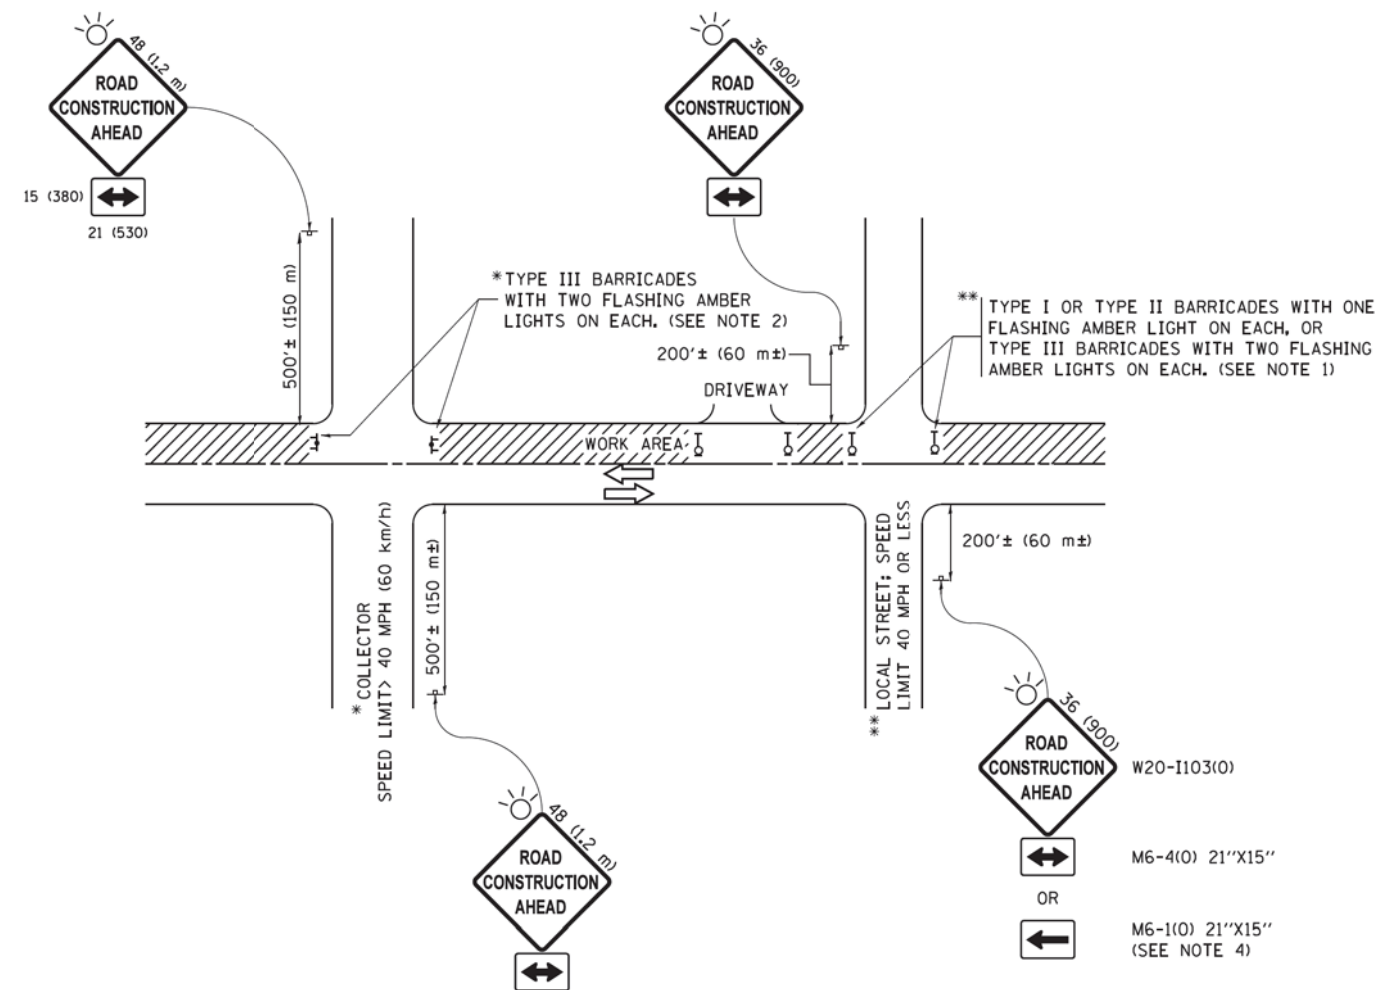 48 (1.2 m)
ROAD
CONSTRUCTION
AHEAD
15 (380)
21 (530)
36 (900)
ROAD
CONSTRUCTION
AHEAD
500'± (150 m)
*TYPE III BARRICADES
WITH TWO FLASHING AMBER
LIGHTS ON EACH. (SEE NOTE 2)
200'± (60 m±)
DRIVEWAY
** TYPE I OR TYPE II BARRICADES WITH ONE
FLASHING AMBER LIGHT ON EACH, OR
TYPE III BARRICADES WITH TWO FLASHING
AMBER LIGHTS ON EACH. (SEE NOTE 1)
WORK AREA
* COLLECTOR
SPEED LIMIT> 40 MPH (60 km/h)
500'± (150 m±)
** LOCAL STREET; SPEED
LIMIT 40 MPH OR LESS
200'± (60 m±)
48 (1.2 m)
ROAD
CONSTRUCTION
AHEAD
36 (900)
ROAD
CONSTRUCTION
AHEAD
W20-I103(O)
M6-4(O) 21"X15"
OR
M6-1(O) 21"X15"
(SEE NOTE 4)